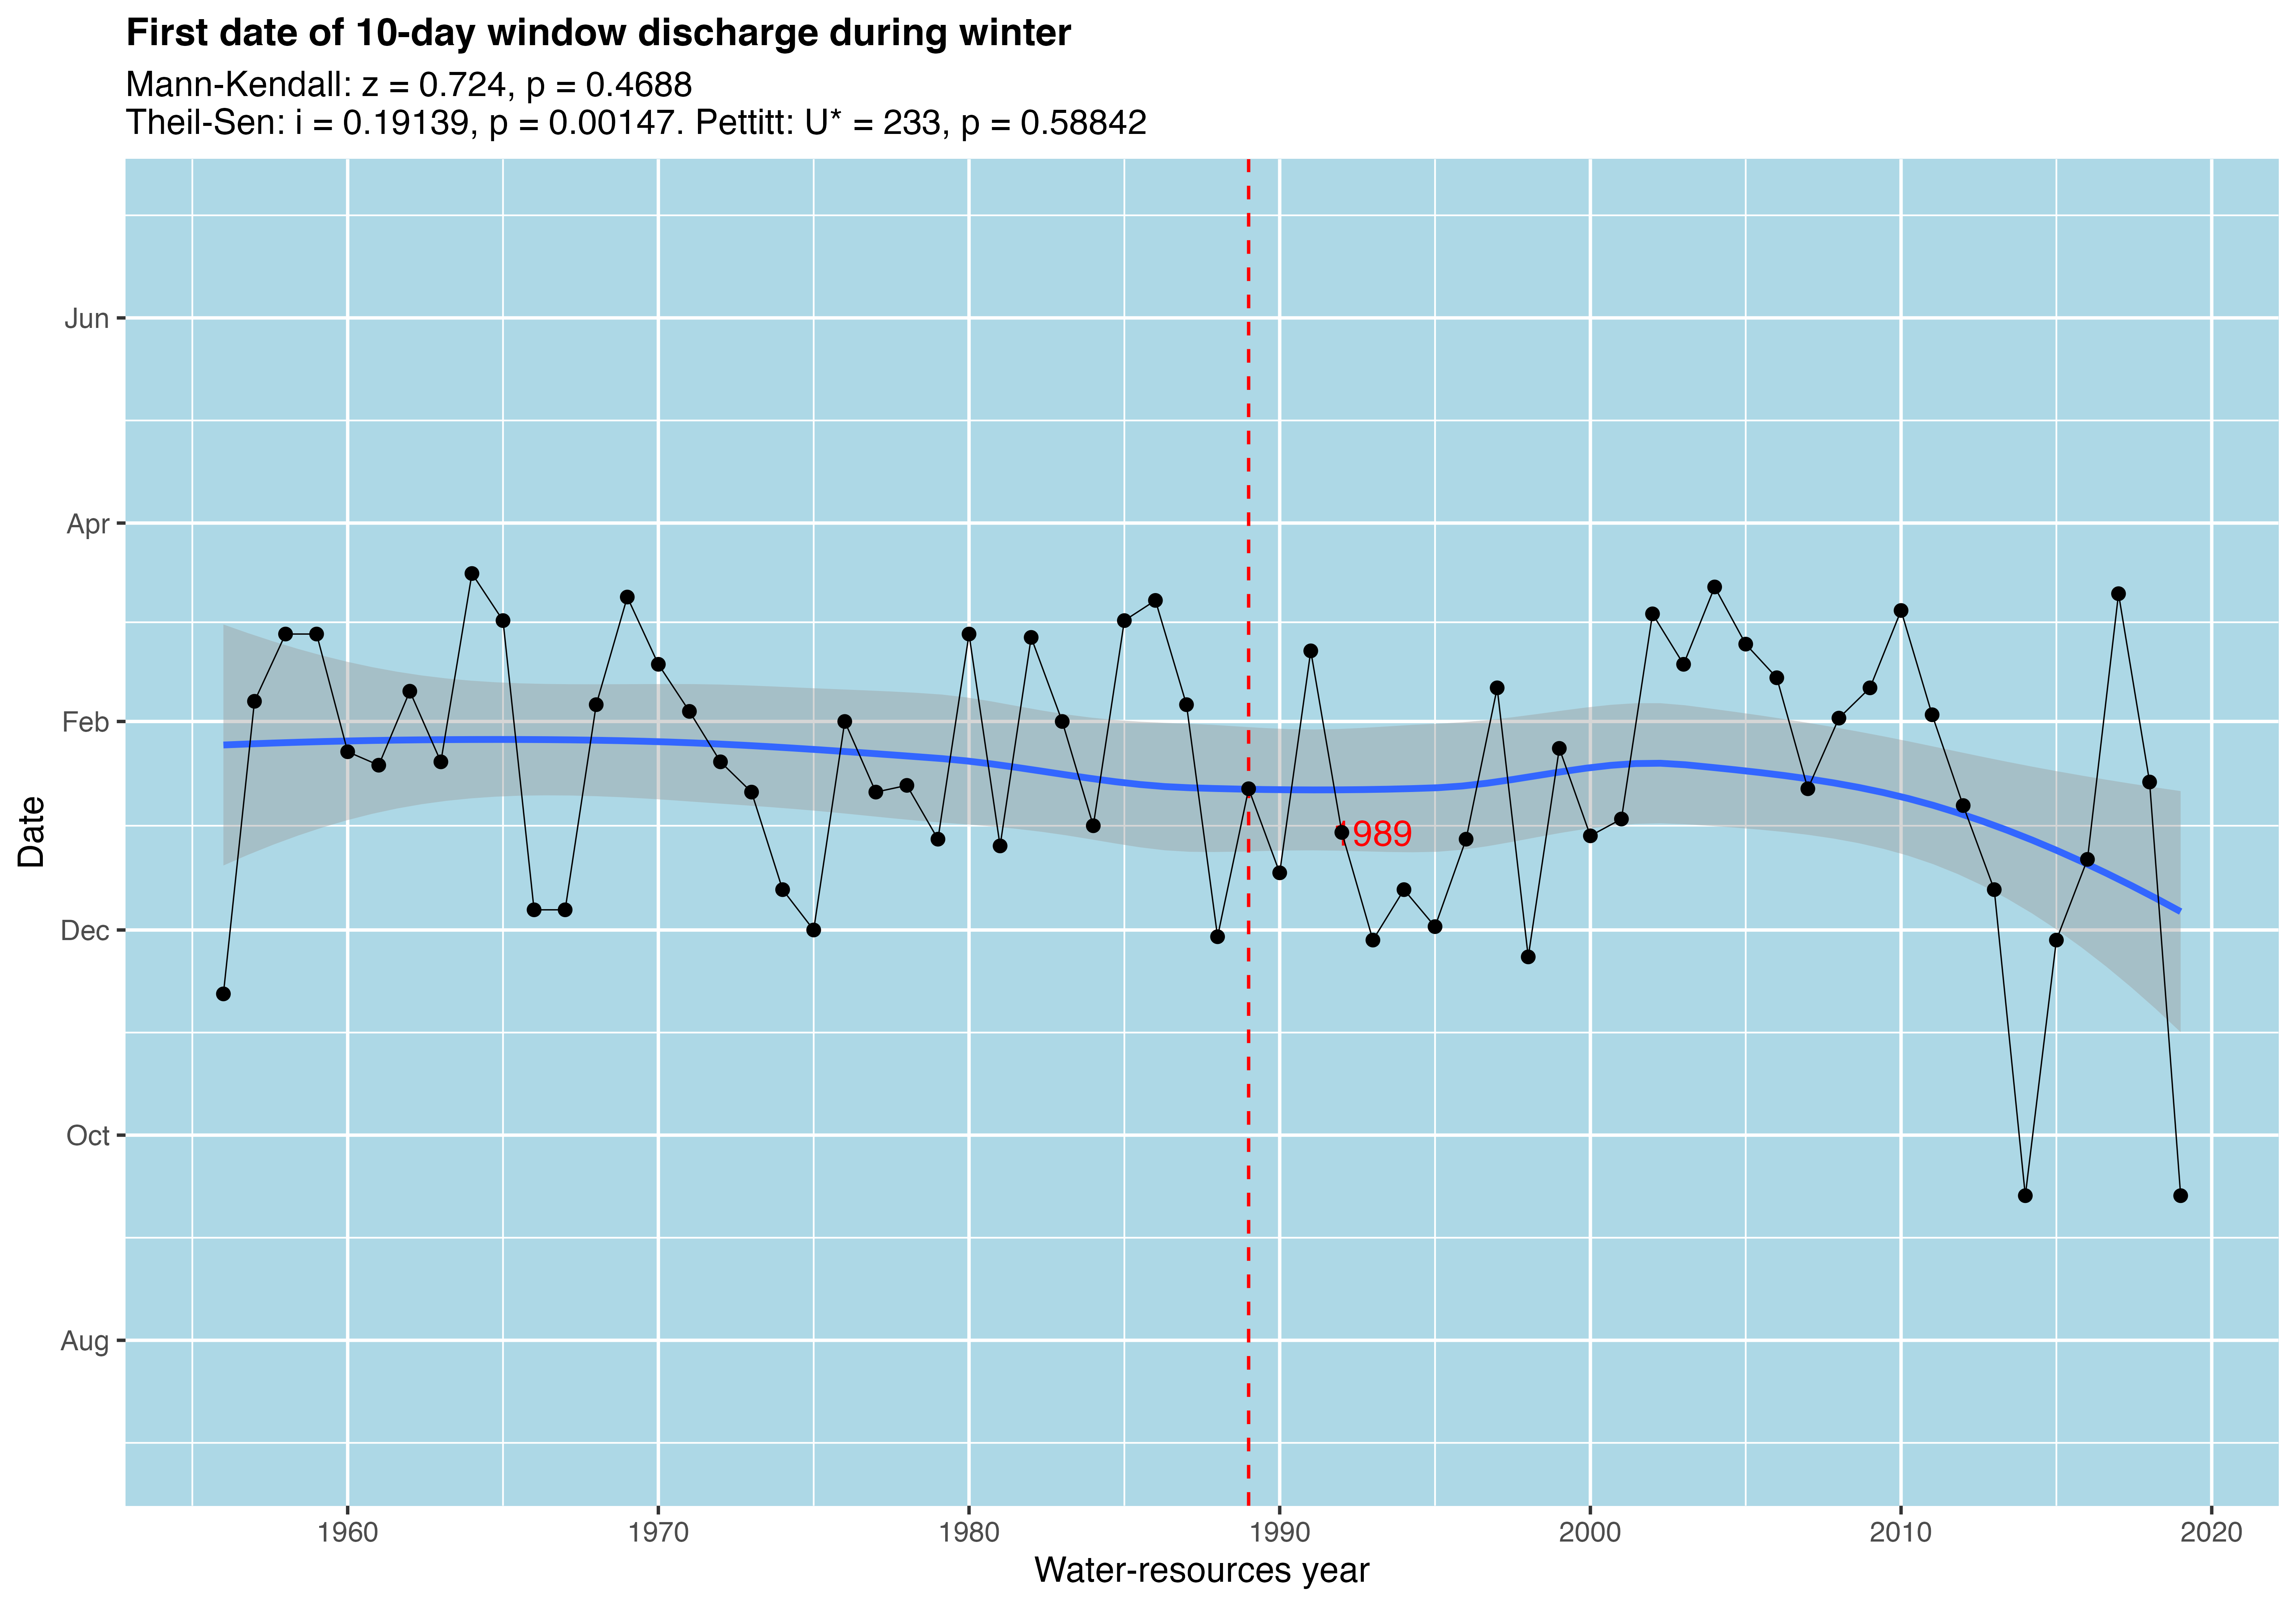 First date of 10-day window discharge during winter
Mann-Kendall: z = 0.724, p = 0.4688
Theil-Sen: i = 0.19139, p = 0.00147. Pettitt: U* = 233, p = 0.58842
Jun
Apr
Feb
Dec
Oct
Aug
Date
1989
1960 1970 1980 1990 2000 2010 2020
Water-resources year